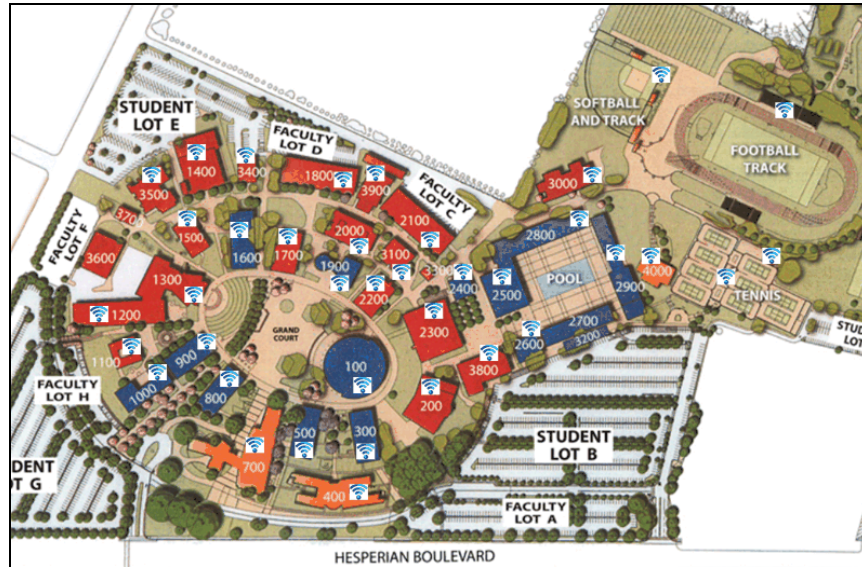 STUDENT
LOT E
FACULTY
LOT D
FACULTY
LOT C
SOFTBALL
AND TRACK
FOOTBALL
TRACK
1400
3400
1800
3900
3500
3000
2100
3700
FACULTY
LOT F
1500
1600
1700
2000
3100
2800
3600
1300
1900
3300
2400
2500
POOL
2900
4000
TENNIS
1200
2200
GRAND
COURT
2300
2700
2600
3200
STUDENT
LOT
1100
900
100
3800
FACULTY
LOT H
1000
800
200
500
300
STUDENT
LOT B
DENT
OT G
700
400
FACULTY
LOT A
HESPERIAN BOULEVARD